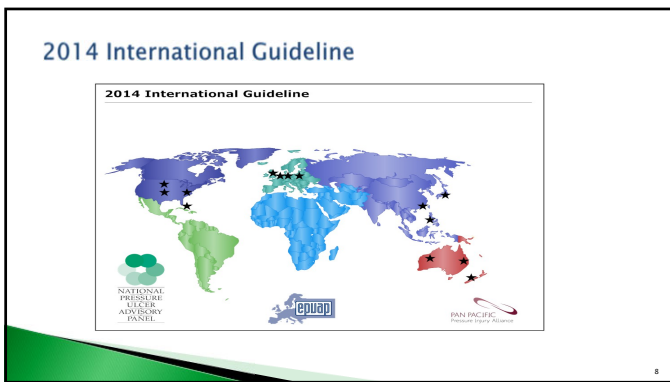 2014 International Guideline
2014 International Guideline
NATIONAL
PRESSURE
ULCER
ADVISORY
PANEL
epuap
PAN PACIFIC
Pressure Injury Alliance
8